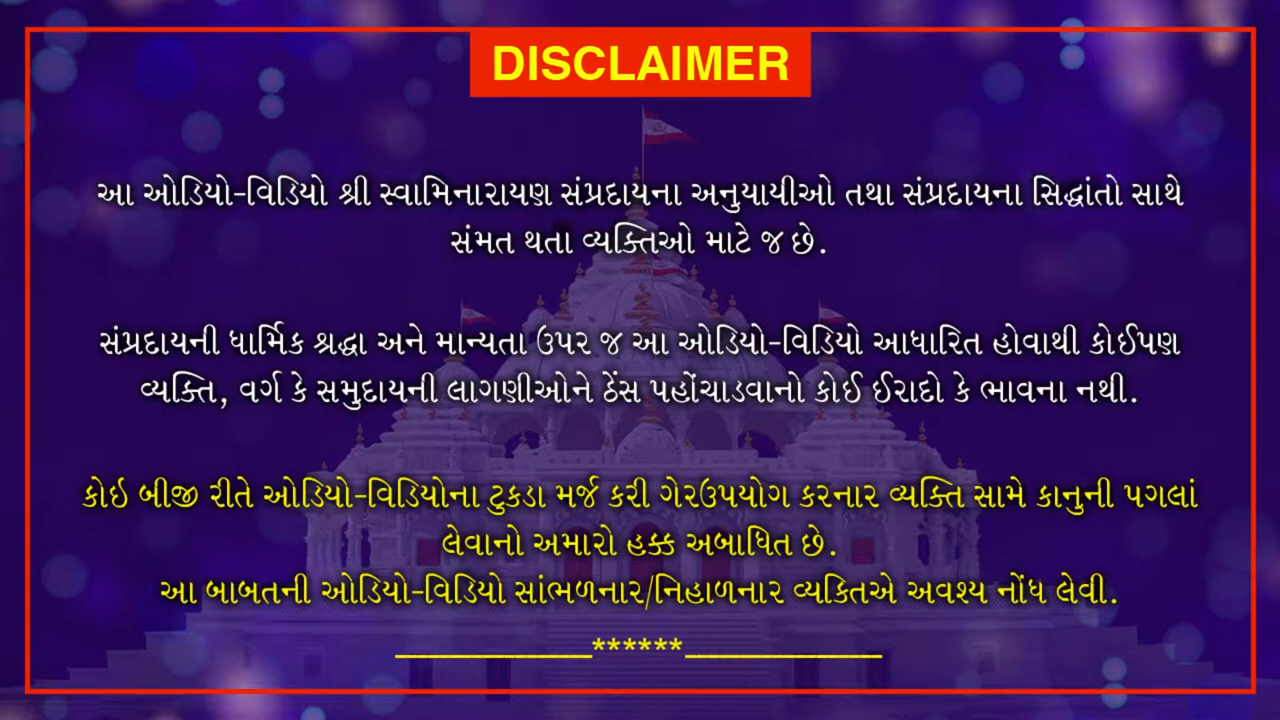 DISCLAIMER
આ ઓડિયો-વિડિયો શ્રી સ્વામિનારાયણ સંપ્રદાયના અનુયાયીઓ તથા સંપ્રદાયના સિદ્ધાંતો સાથે
સંમત થતા વ્યક્તિઓ માટે જ છે.
સંપ્રદાયની ધાર્મિક શ્રદ્ધા અને માન્યતા ઉપર જ આ ઓડિયો-વિડિયો આધારિત હોવાથી કોઈપણ
વ્યક્તિ, વર્ગ કે સમુદાયની લાગણીઓને ઠેંસ પહોંચાડવાનો કોઈ ઈરાદો કે ભાવના નથી.
કોઇ બીજી રીતે ઓડિયો-વિડિયોના ટુકડા મર્જ કરી ગેરઉપયોગ કરનાર વ્યક્તિ સામે કાનુની પગલાં
લેવાનો અમારો હક્ક અબાધિત છે.
આ બાબતની ઓડિયો-વિડિયો સાંભળનાર/નિહાળનાર વ્યકિતએ અવશ્ય નોંધ લેવી.
______________******______________